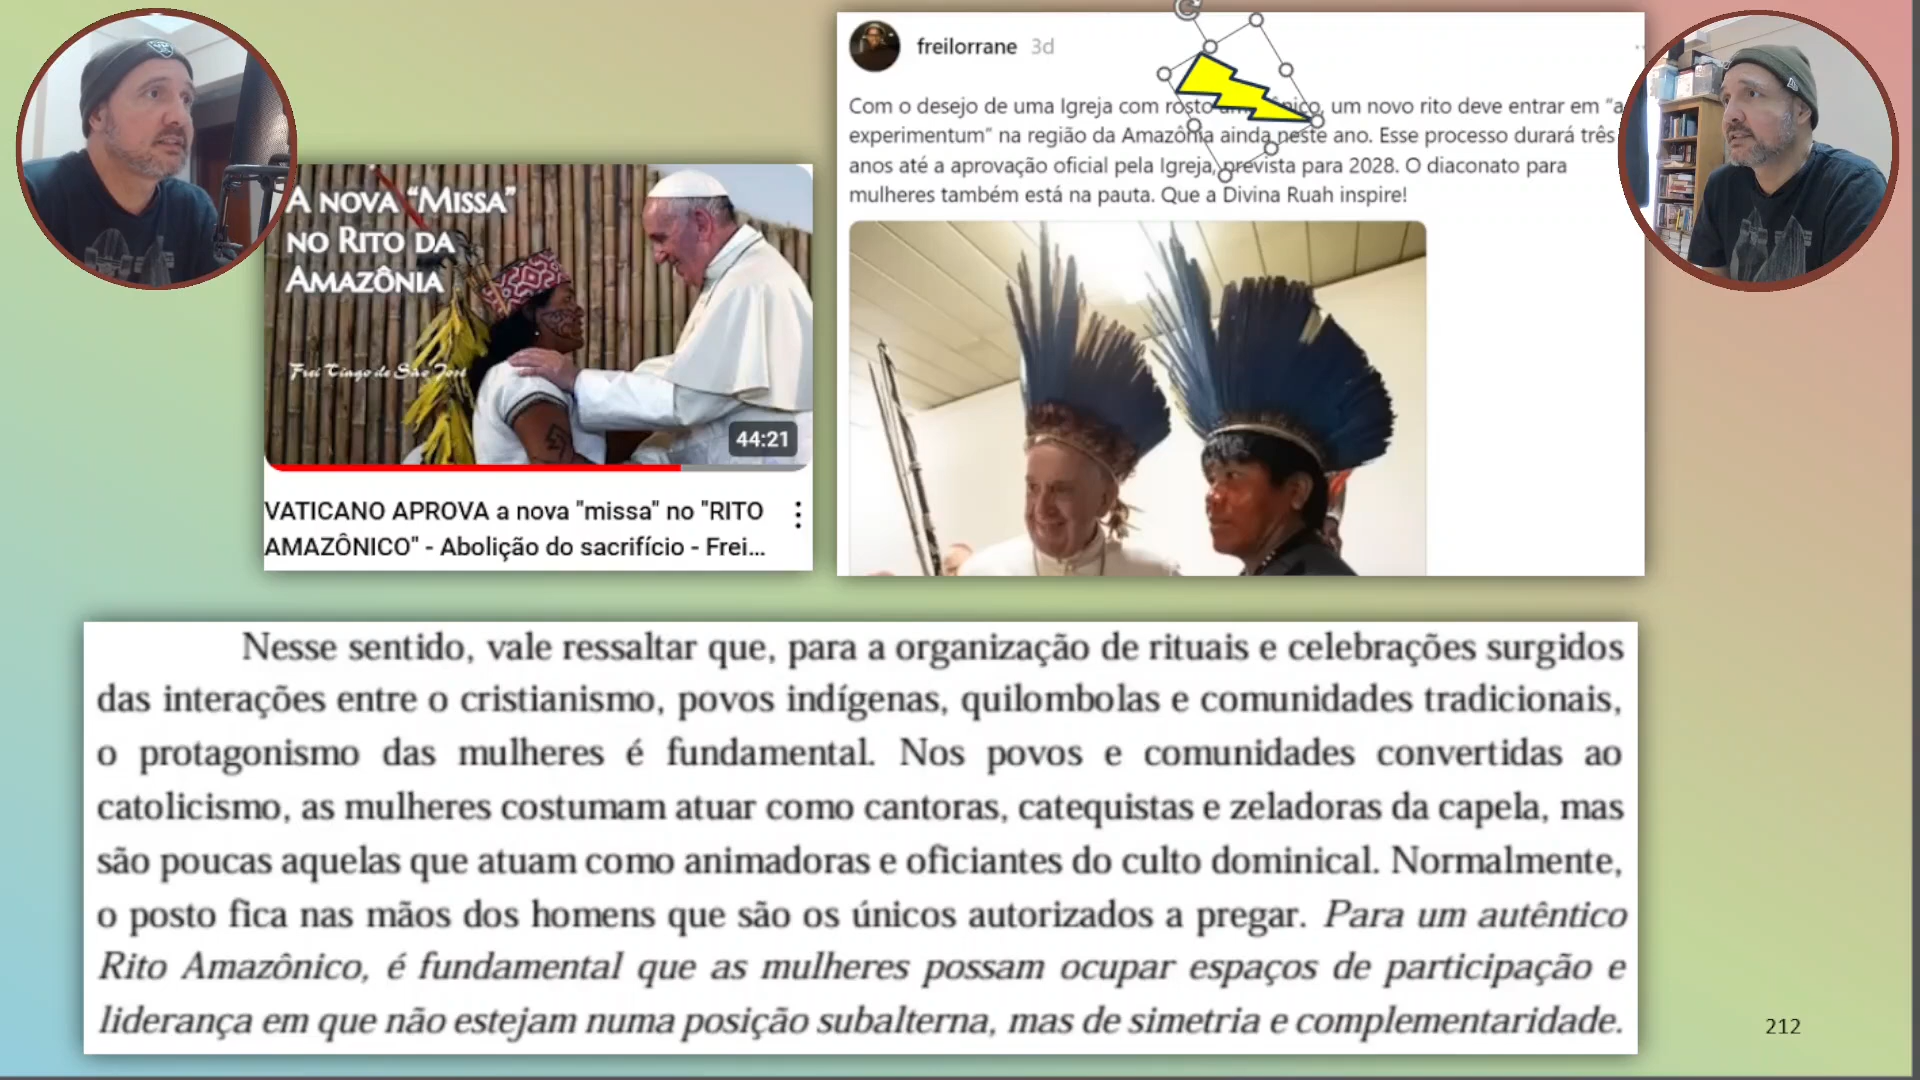 A NOVA “MISSA”
NO RITO DA
AMAZÔNIA
Frei Tiago de São José
44:21
VATICANO APROVA a nova "missa" no "RITO
AMAZÔNICO" - Abolição do sacrifício - Frei...
freilorrane 3d
Com o desejo de uma Igreja com rosto um novo rito deve entrar em “a
experimentum” na região da Amazônia ainda neste ano. Esse processo durará três
anos até a aprovação oficial pela Igreja, prevista para 2028. O diaconato para
mulheres também está na pauta. Que a Divina Ruah inspire!
Nesse sentido, vale ressaltar que, para a organização de rituais e celebrações surgidos
das interações entre o cristianismo, povos indígenas, quilombolas e comunidades tradicionais,
o protagonismo das mulheres é fundamental. Nos povos e comunidades convertidas ao
catolicismo, as mulheres costumam atuar como cantoras, catequistas e zeladoras da capela, mas
são poucas aquelas que atuam como animadoras e oficiantes do culto dominical. Normalmente,
o posto fica nas mãos dos homens que são os únicos autorizados a pregar. Para um autêntico
Rito Amazônico, é fundamental que as mulheres possam ocupar espaços de participação e
liderança em que não estejam numa posição subalterna, mas de simetria e complementaridade.
212